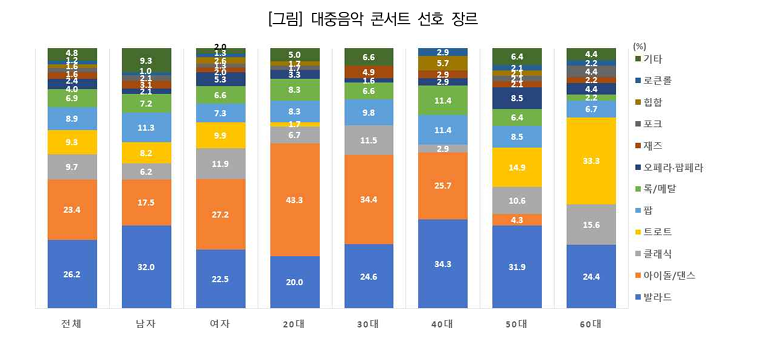 [그림] 대중음악 콘서트 선호 장르
(%)
4.8 1.2 1.6 1.6 2.4 4.0 6.9 8.9 9.3 9.7 23.4 26.2
9.3 1.0 2.1 3.1 2.1 7.2 11.3 8.2 6.2 17.5 32.0
2.0 1.3 2.6 1.3 2.0 5.3 6.6 7.3 9.9 11.9 27.2 22.5
5.0 1.7 1.7 3.3 8.3 8.3 1.7 6.7 43.3 20.0
6.6 4.9 1.6 6.6 9.8 11.5 34.4 24.6
2.9 5.7 2.9 2.9 11.4 11.4 2.9 25.7 34.3
6.4 2.1 2.1 2.1 2.1 8.5 6.4 8.5 14.9 10.6 4.3 31.9
4.4 2.2 4.4 2.2 4.4 2.2 6.7 33.3 15.6 24.4
기타
로큰롤
힙합
포크
재즈
오페라·팝페라
록/메탈
팝
트로트
클래식
아이돌/댄스
발라드
전체 남자 여자 20대 30대 40대 50대 60대